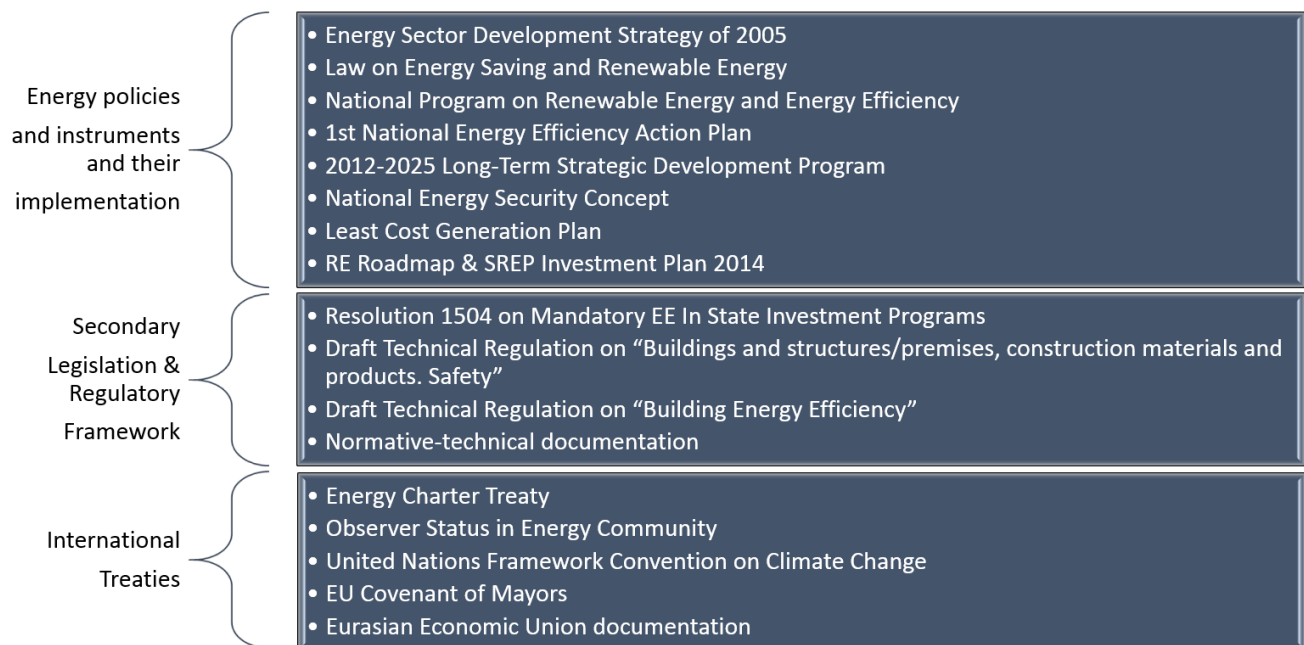 Energy policies
and instruments
and their
implementation
• Energy Sector Development Strategy of 2005
• Law on Energy Saving and Renewable Energy
• National Program on Renewable Energy and Energy Efficiency
• 1st National Energy Efficiency Action Plan
• 2012-2025 Long-Term Strategic Development Program
• National Energy Security Concept
• Least Cost Generation Plan
• RE Roadmap & SREP Investment Plan 2014
Secondary
Legislation &
Regulatory
Framework
• Resolution 1504 on Mandatory EE In State Investment Programs
• Draft Technical Regulation on “Buildings and structures/premises, construction materials and
products. Safety”
• Draft Technical Regulation on “Building Energy Efficiency”
• Normative-technical documentation
International
Treaties
• Energy Charter Treaty
• Observer Status in Energy Community
• United Nations Framework Convention on Climate Change
• EU Covenant of Mayors
• Eurasian Economic Union documentation